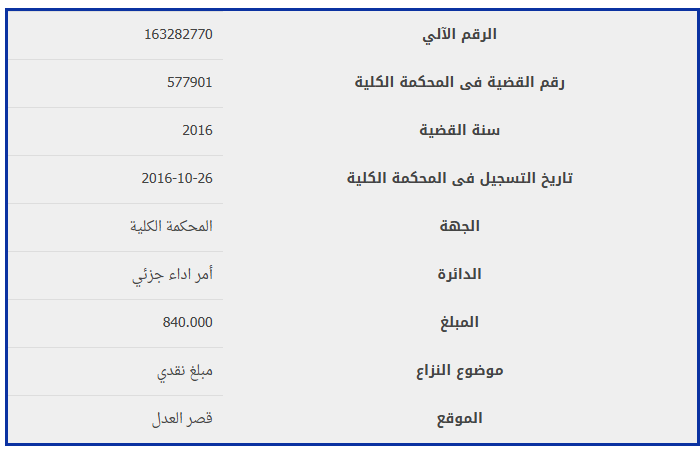 الرقم الآلي 163282770
رقم القضية فى المحكمة الكلية 577901
سنة القضية 2016
تاريخ التسجيل فى المحكمة الكلية 2016-10-26
الجهة المحكمة الكلية
الدائرة أمر اداء جزئي
المبلغ 840.000
موضوع النزاع مبلغ نقدي
الموقع قصر العدل